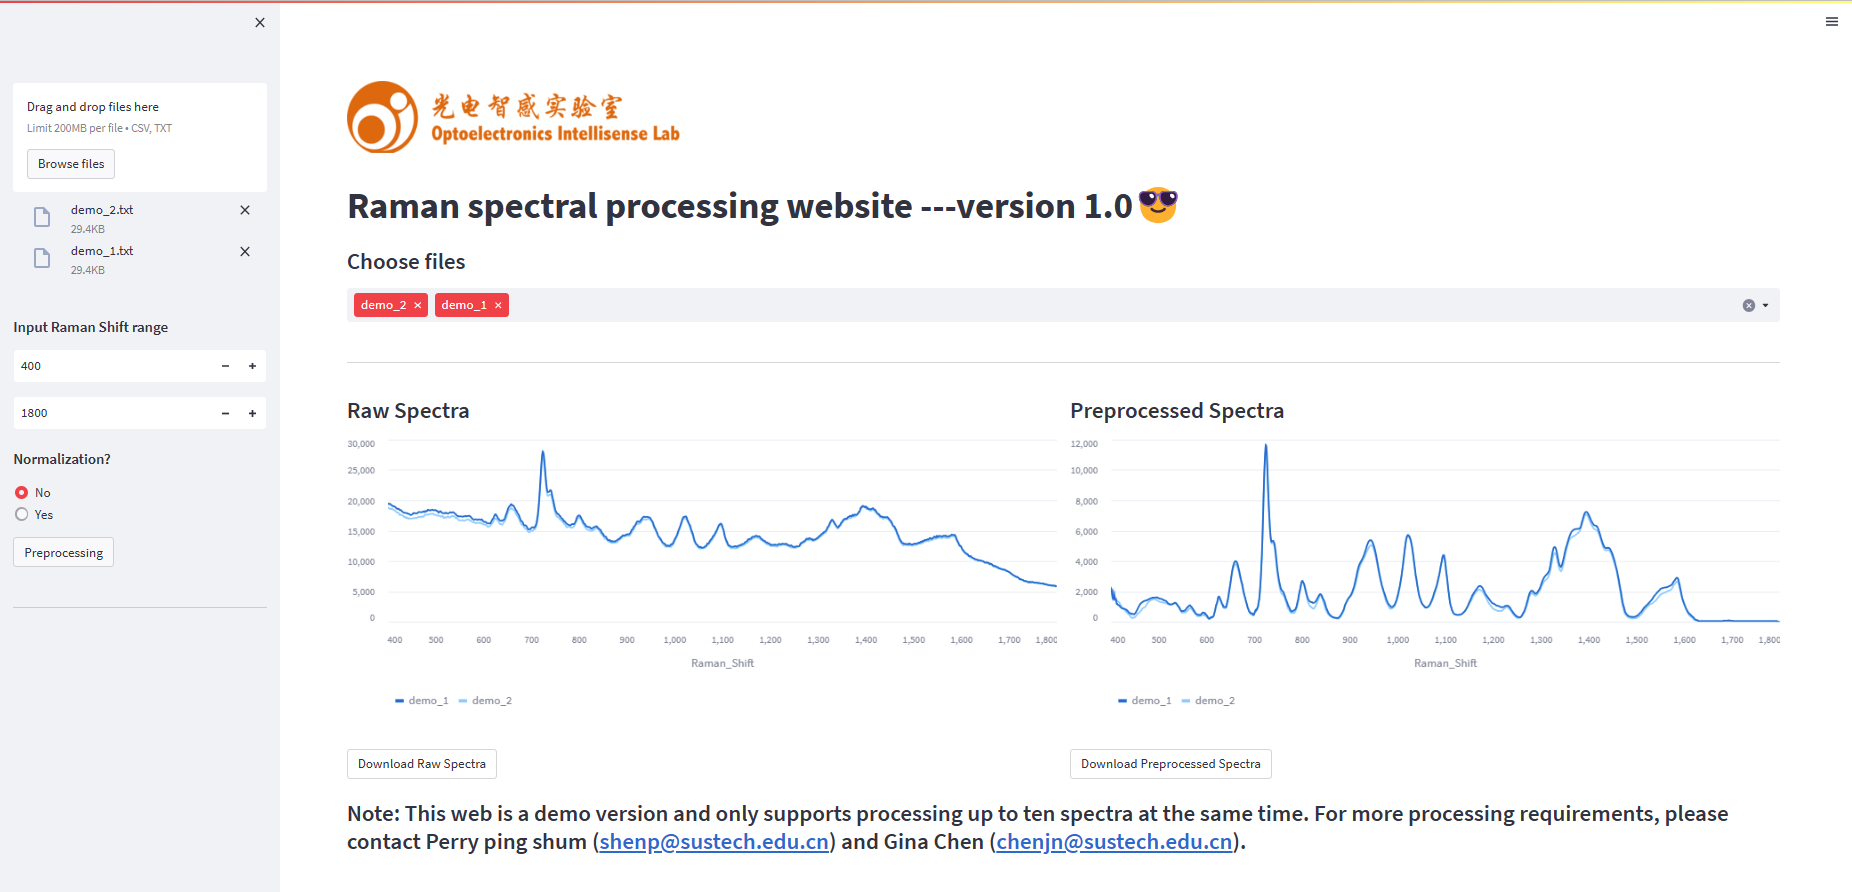 Drag and drop files here
Limit 200MB per file • CSV, TXT
Browse files
demo_2.txt
29.4KB
demo_1.txt
29.4KB
Input Raman Shift range
400
1800
Normalization?
No
Yes
Preprocessing
光电智感实验室
Optoelectronics Intellisense Lab
Raman spectral processing website ---version 1.0
Choose files
demo_2 demo_1
Raw Spectra
30,000
25,000
20,000
15,000
10,000
5,000
0
400 500 600 700 800 900 1,000 1,100 1,200 1,300 1,400 1,500 1,600 1,700 1,800
Raman_Shift
demo_1 demo_2
Download Raw Spectra
Preprocessed Spectra
12,000
10,000
8,000
6,000
4,000
2,000
0
400 500 600 700 800 900 1,000 1,100 1,200 1,300 1,400 1,500 1,600 1,700 1,800
Raman_Shift
demo_1 demo_2
Download Preprocessed Spectra
Note: This web is a demo version and only supports processing up to ten spectra at the same time. For more processing requirements, please
contact Perry ping shum (shenp@sustech.edu.cn) and Gina Chen (chenjn@sustech.edu.cn).